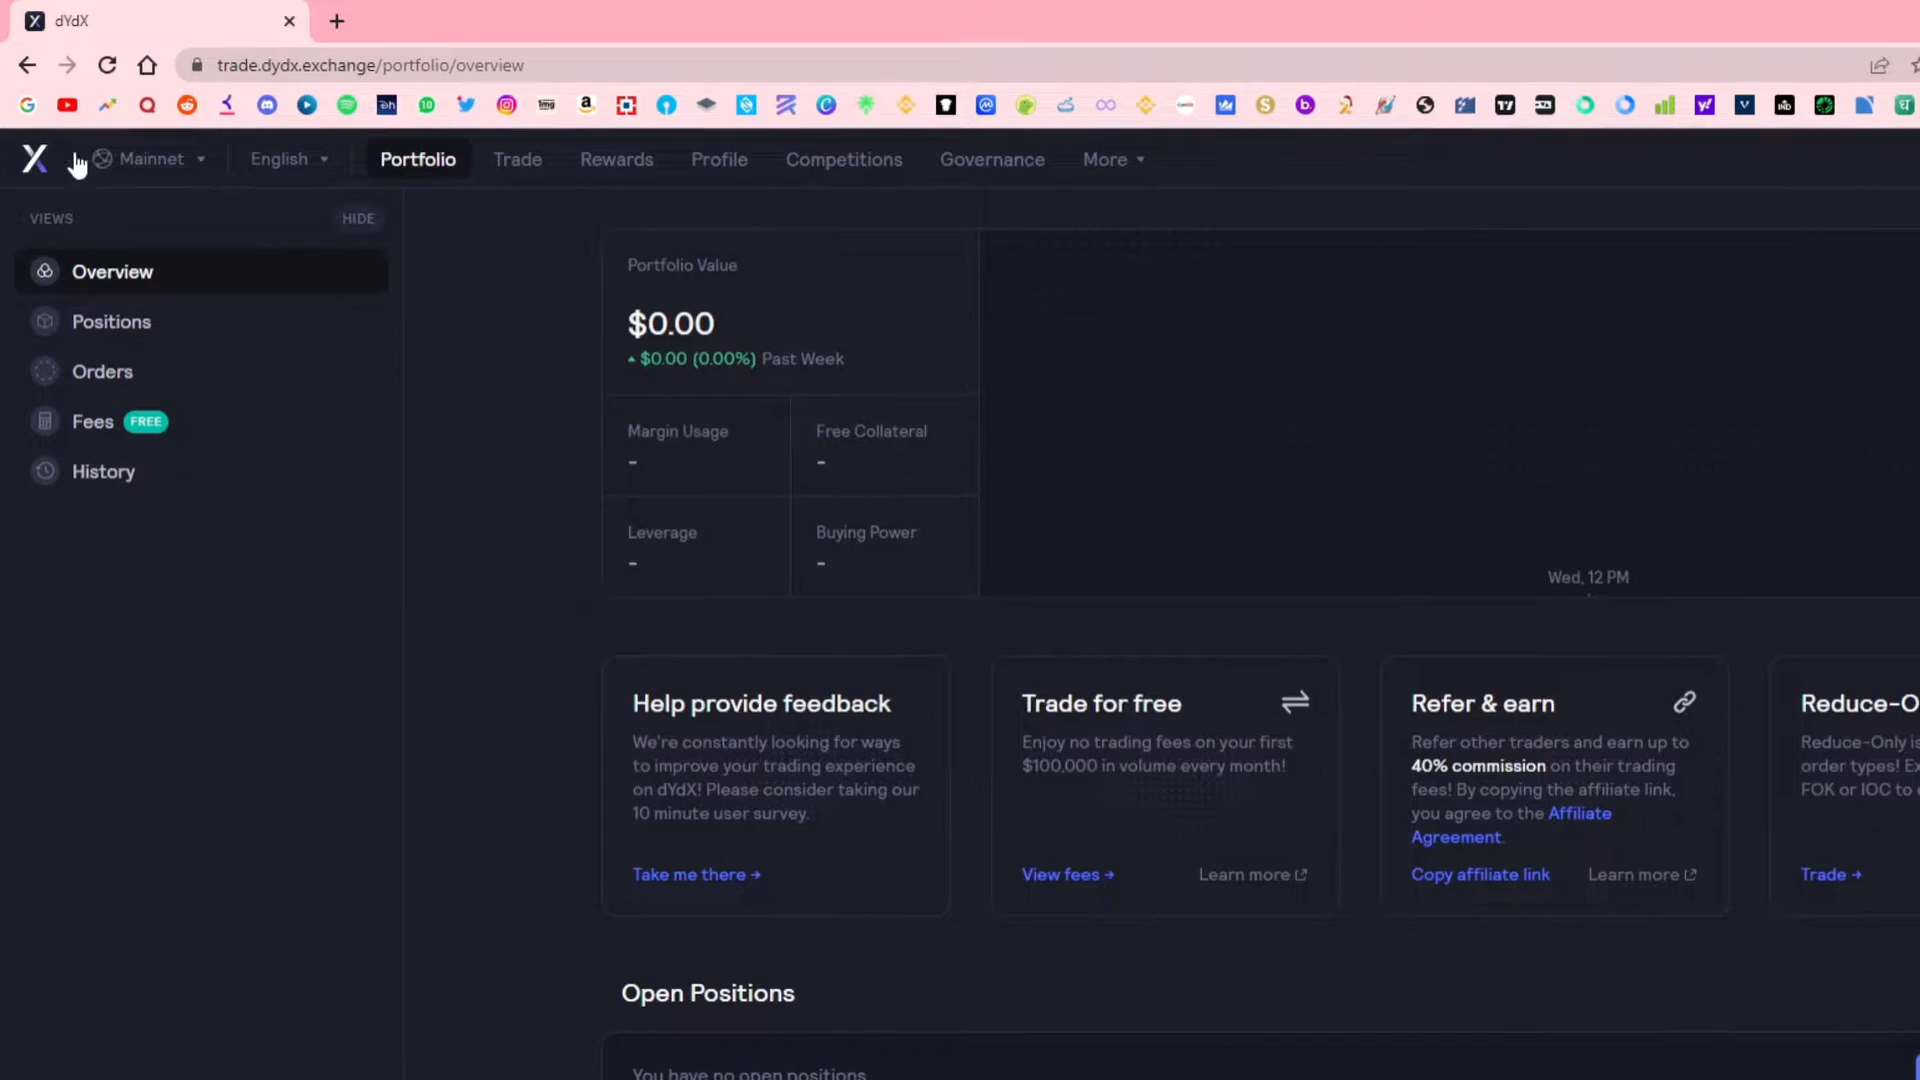 dYdX
trade.dydx.exchange/portfolio/overview
Mainnet English Portfolio Trade Rewards Profile Competitions Governance More
VIEWS HIDE
Overview
Positions
Orders
Fees FREE
History
Portfolio Value
$0.00
$0.00 (0.00%) Past Week
Margin Usage
-
Free Collateral
-
Leverage
-
Buying Power
-
Wed, 12 PM
Help provide feedback
We're constantly looking for ways
to improve your trading experience
on dYdX! Please consider taking our
10 minute user survey.
Take me there →
Trade for free
Enjoy no trading fees on your first
$100,000 in volume every month!
View fees → Learn more
Refer & earn
Refer other traders and earn up to
40% commission on their trading
fees! By copying the affiliate link,
you agree to the Affiliate
Agreement.
Copy affiliate link Learn more
Reduce-O
Reduce-Only is
order types! Ex
FOK or IOC to
Trade →
Open Positions
You have no open positions